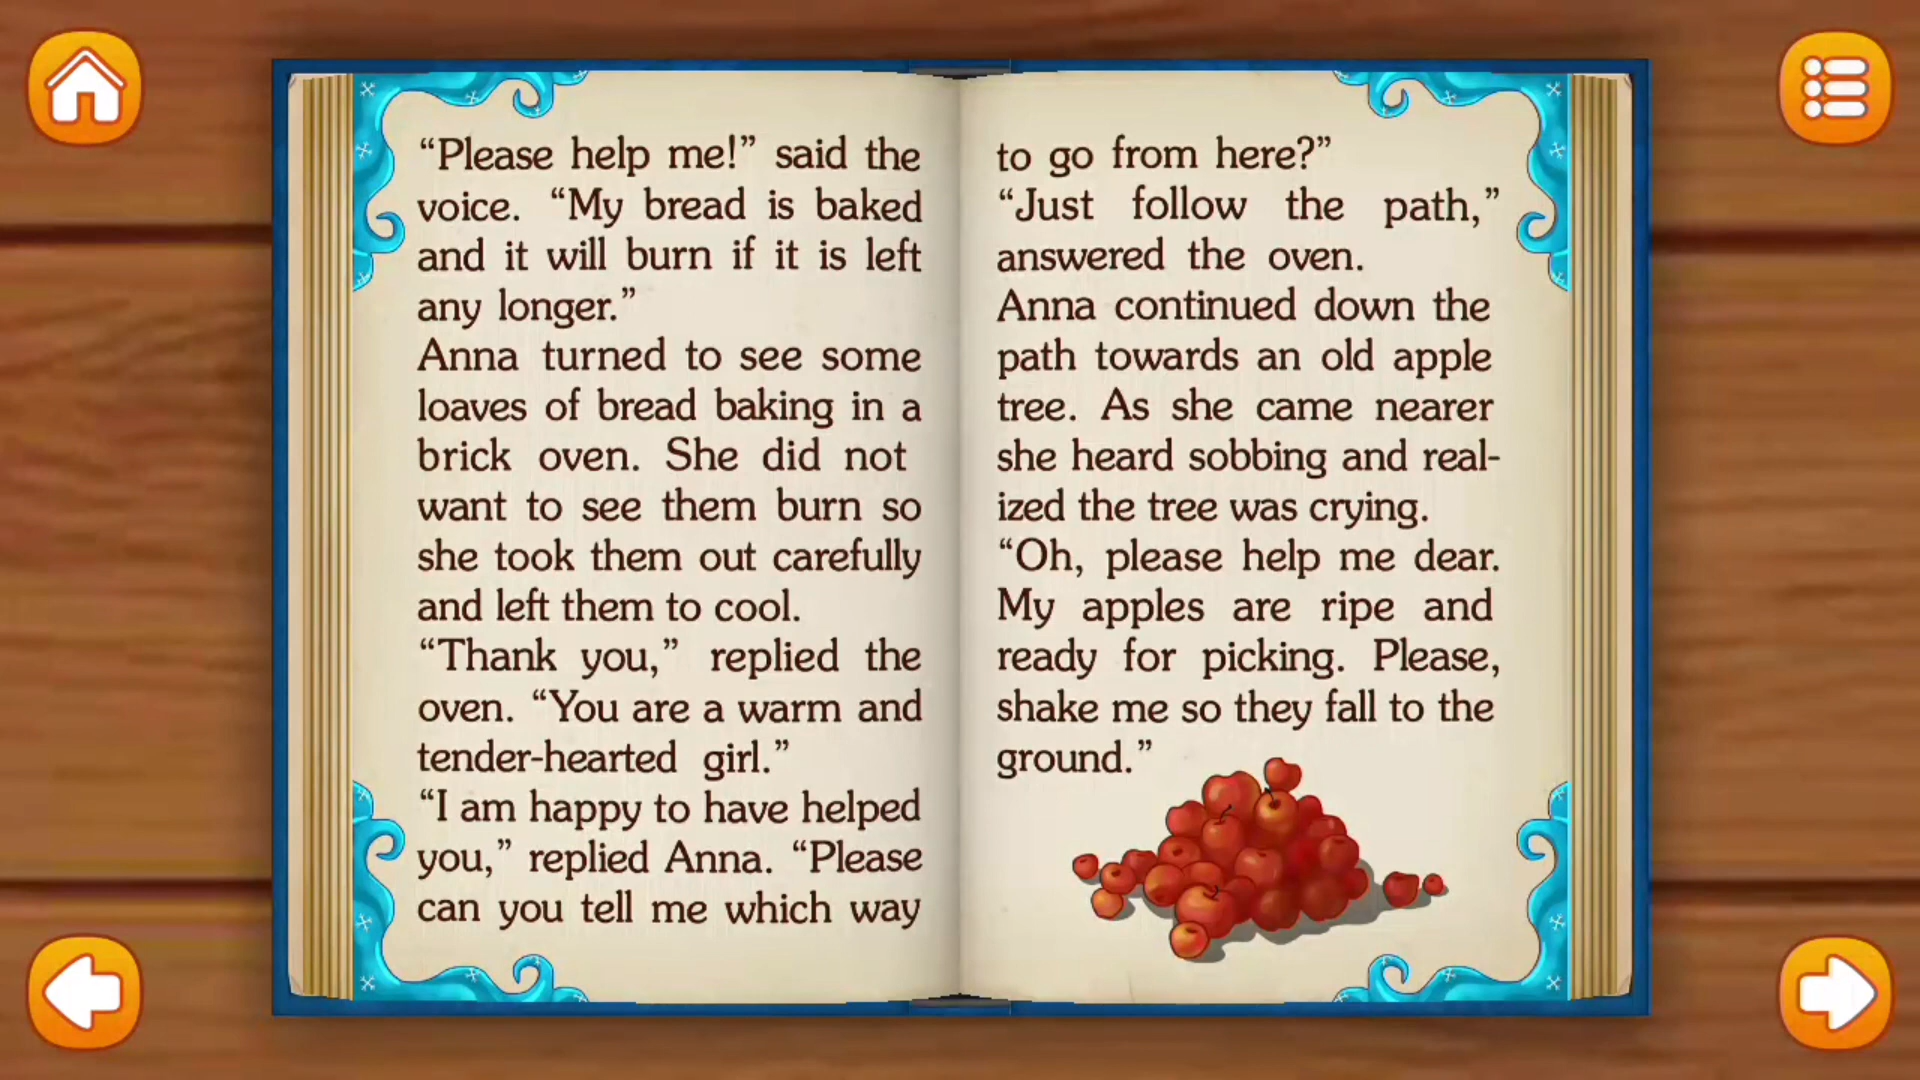 “Please help me!” said the
voice. “My bread is baked
and it will burn if it is left
any longer.”
Anna turned to see some
loaves of bread baking in a
brick oven. She did not
want to see them burn so
she took them out carefully
and left them to cool.
“Thank you,” replied the
oven. “You are a warm and
tender-hearted girl.”
“I am happy to have helped
you,” replied Anna. “Please
can you tell me which way
to go from here?”
“Just follow the path,”
answered the oven.
Anna continued down the
path towards an old apple
tree. As she came nearer
she heard sobbing and real-
ized the tree was crying.
“Oh, please help me dear.
My apples are ripe and
ready for picking. Please,
shake me so they fall to the
ground.”